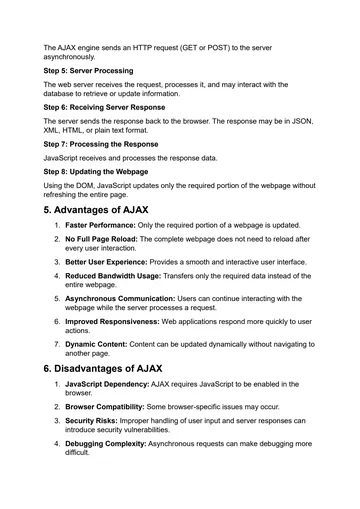 The AJAX engine sends an HTTP request (GET or POST) to the server
asynchronously.
Step 5: Server Processing
The web server receives the request, processes it, and may interact with the
database to retrieve or update information.
Step 6: Receiving Server Response
The server sends the response back to the browser. The response may be in JSON,
XML, HTML, or plain text format.
Step 7: Processing the Response
JavaScript receives and processes the response data.
Step 8: Updating the Webpage
Using the DOM, JavaScript updates only the required portion of the webpage without
refreshing the entire page.
5. Advantages of AJAX
1. Faster Performance: Only the required portion of a webpage is updated.
2. No Full Page Reload: The complete webpage does not need to reload after
every user interaction.
3. Better User Experience: Provides a smooth and interactive user interface.
4. Reduced Bandwidth Usage: Transfers only the required data instead of the
entire webpage.
5. Asynchronous Communication: Users can continue interacting with the
webpage while the server processes a request.
6. Improved Responsiveness: Web applications respond more quickly to user
actions.
7. Dynamic Content: Content can be updated dynamically without navigating to
another page.
6. Disadvantages of AJAX
1. JavaScript Dependency: AJAX requires JavaScript to be enabled in the
browser.
2. Browser Compatibility: Some browser-specific issues may occur.
3. Security Risks: Improper handling of user input and server responses can
introduce security vulnerabilities.
4. Debugging Complexity: Asynchronous requests can make debugging more
difficult.